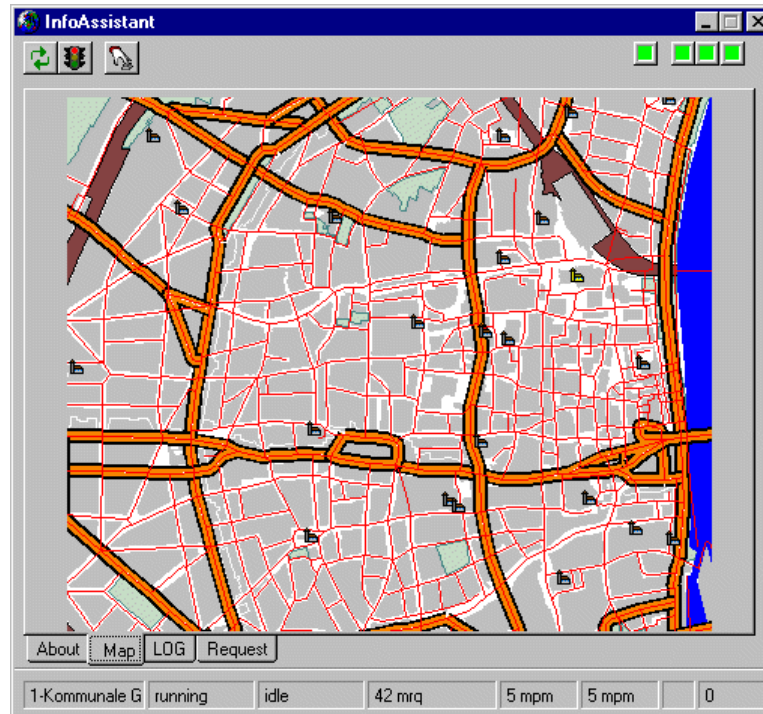 InfoAssistant
About Map LOG Request
1-Kommunale G running idle 42 mrq 5 mpm 5 mpm 0